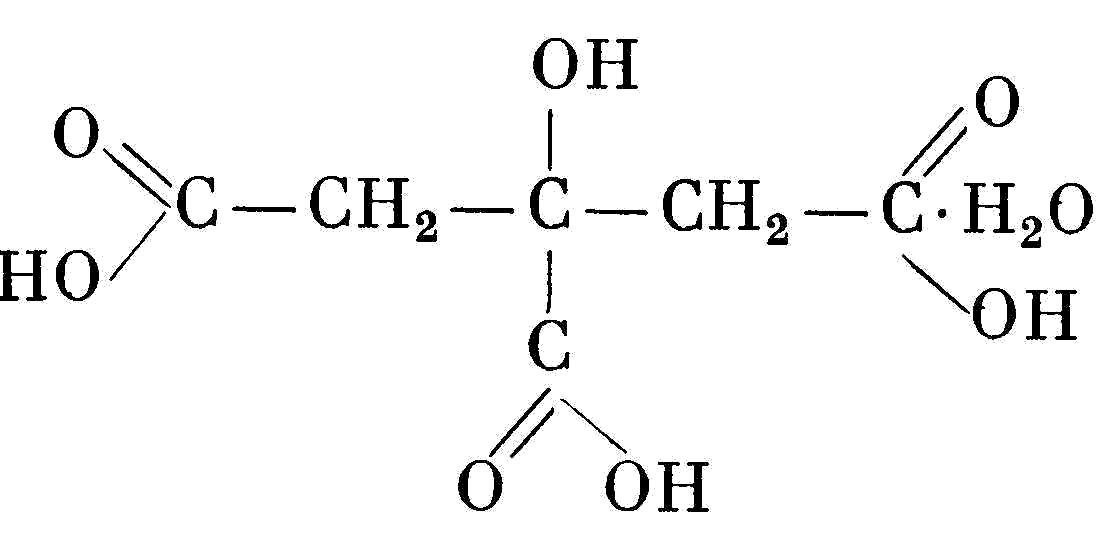 OH
O O
C — CH₂ — C — CH₂ — C · H₂O
HO OH
C
O OH